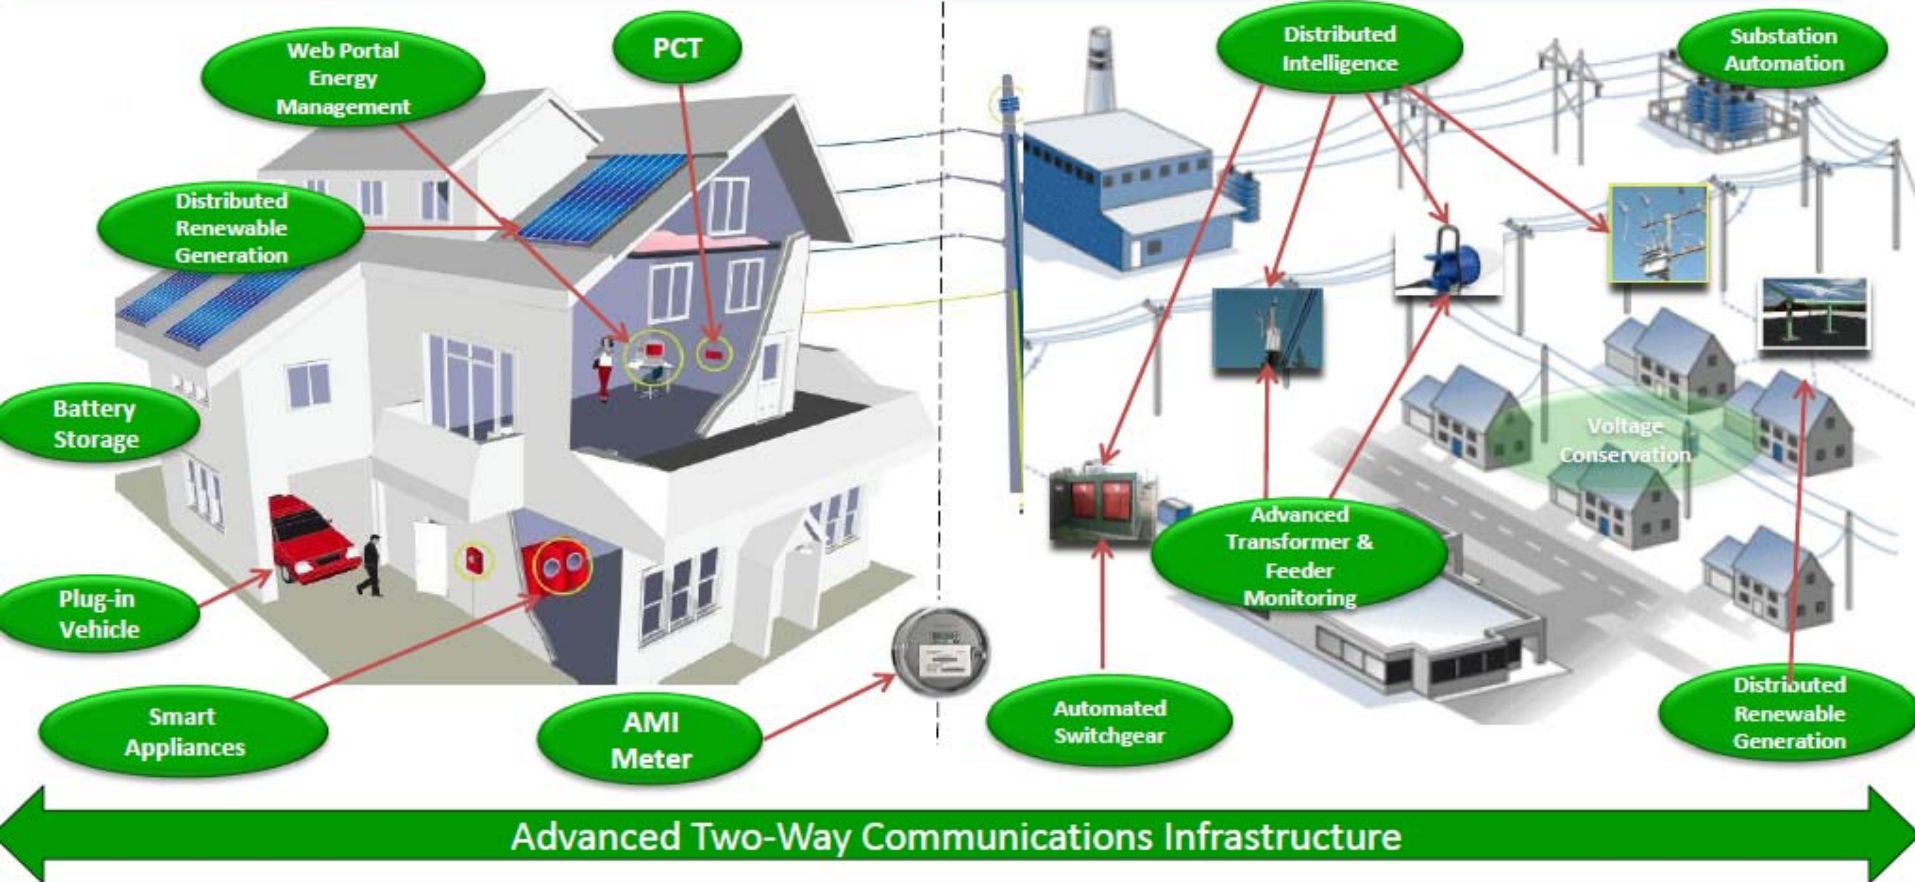 Web Portal
Energy
Management
PCT
Distributed
Intelligence
Substation
Automation
Distributed
Renewable
Generation
Battery
Storage
Voltage
Conservation
Plug-in
Vehicle
Advanced
Transformer &
Feeder
Monitoring
Smart
Appliances
AMI
Meter
Automated
Switchgear
Distributed
Renewable
Generation
Advanced Two-Way Communications Infrastructure